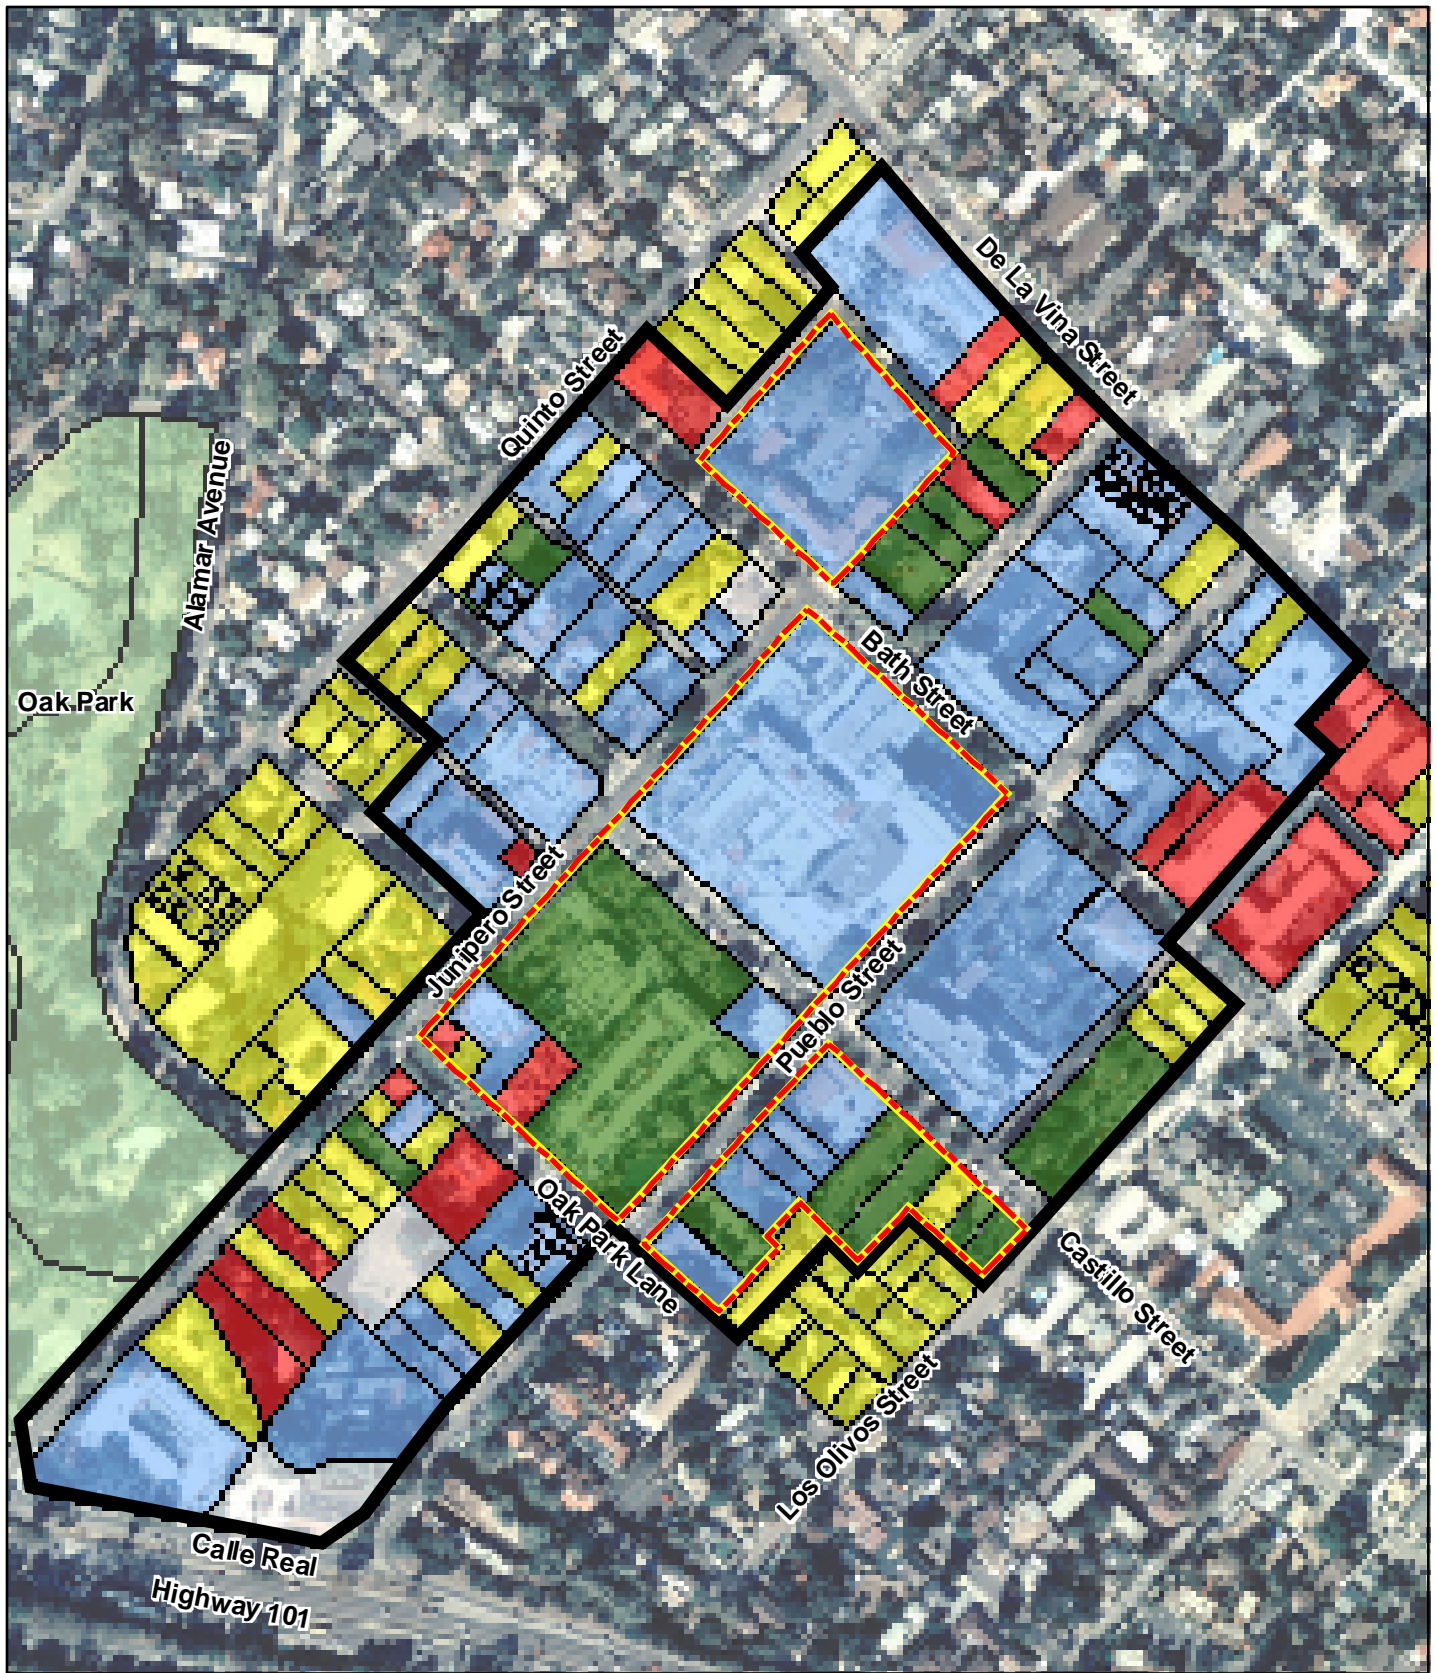 De La Vina Street
Quinto Street
Alamar Avenue
Oak Park
Bath Street
Junipero Street
Pueblo Street
Oak Park Lane
Castillo Street
Los Olivos Street
Calle Real
Highway 101